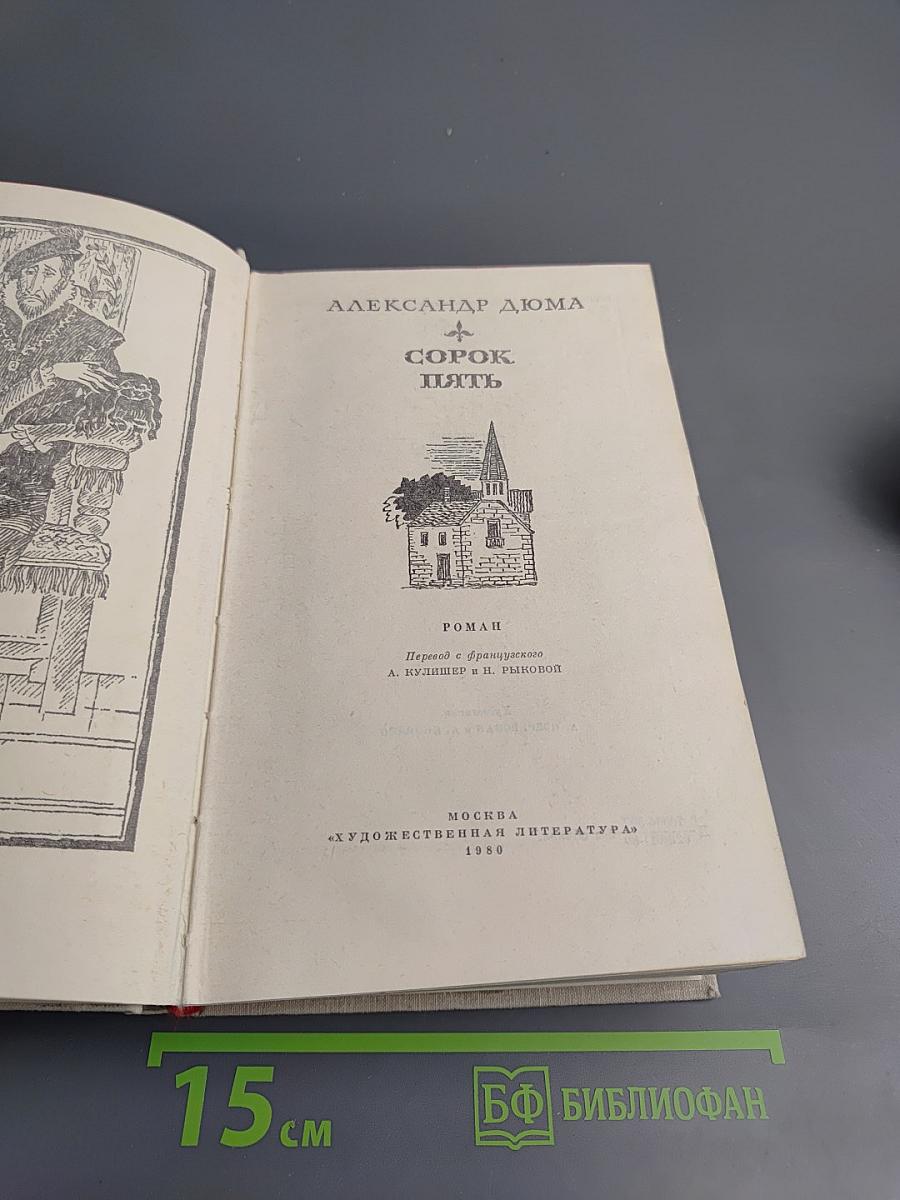 АЛЕКСАНДР ДЮМА
СОРОК
ПЯТЬ
РОМАН
Перевод с французского
А. КУЛИШЕР и Н. РЫКОВОЙ
МОСКВА
«ХУДОЖЕСТВЕННАЯ ЛИТЕРАТУРА»
1980
15 см
БФ БИБЛИОФАН